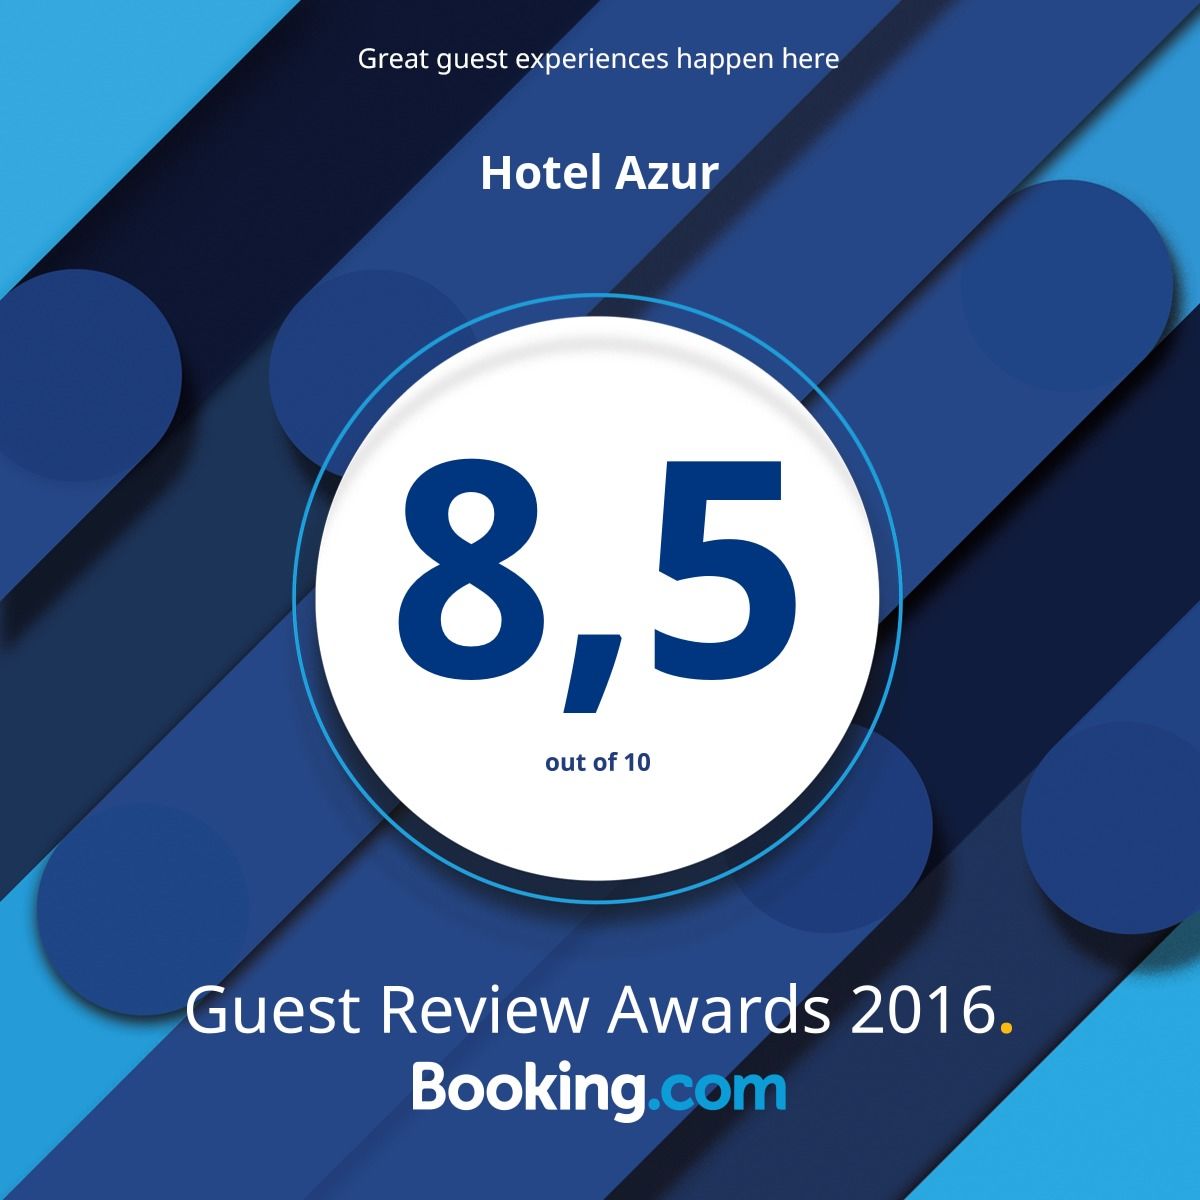 Great guest experiences happen here
Hotel Azur
8,5
out of 10
Guest Review Awards 2016.
Booking.com